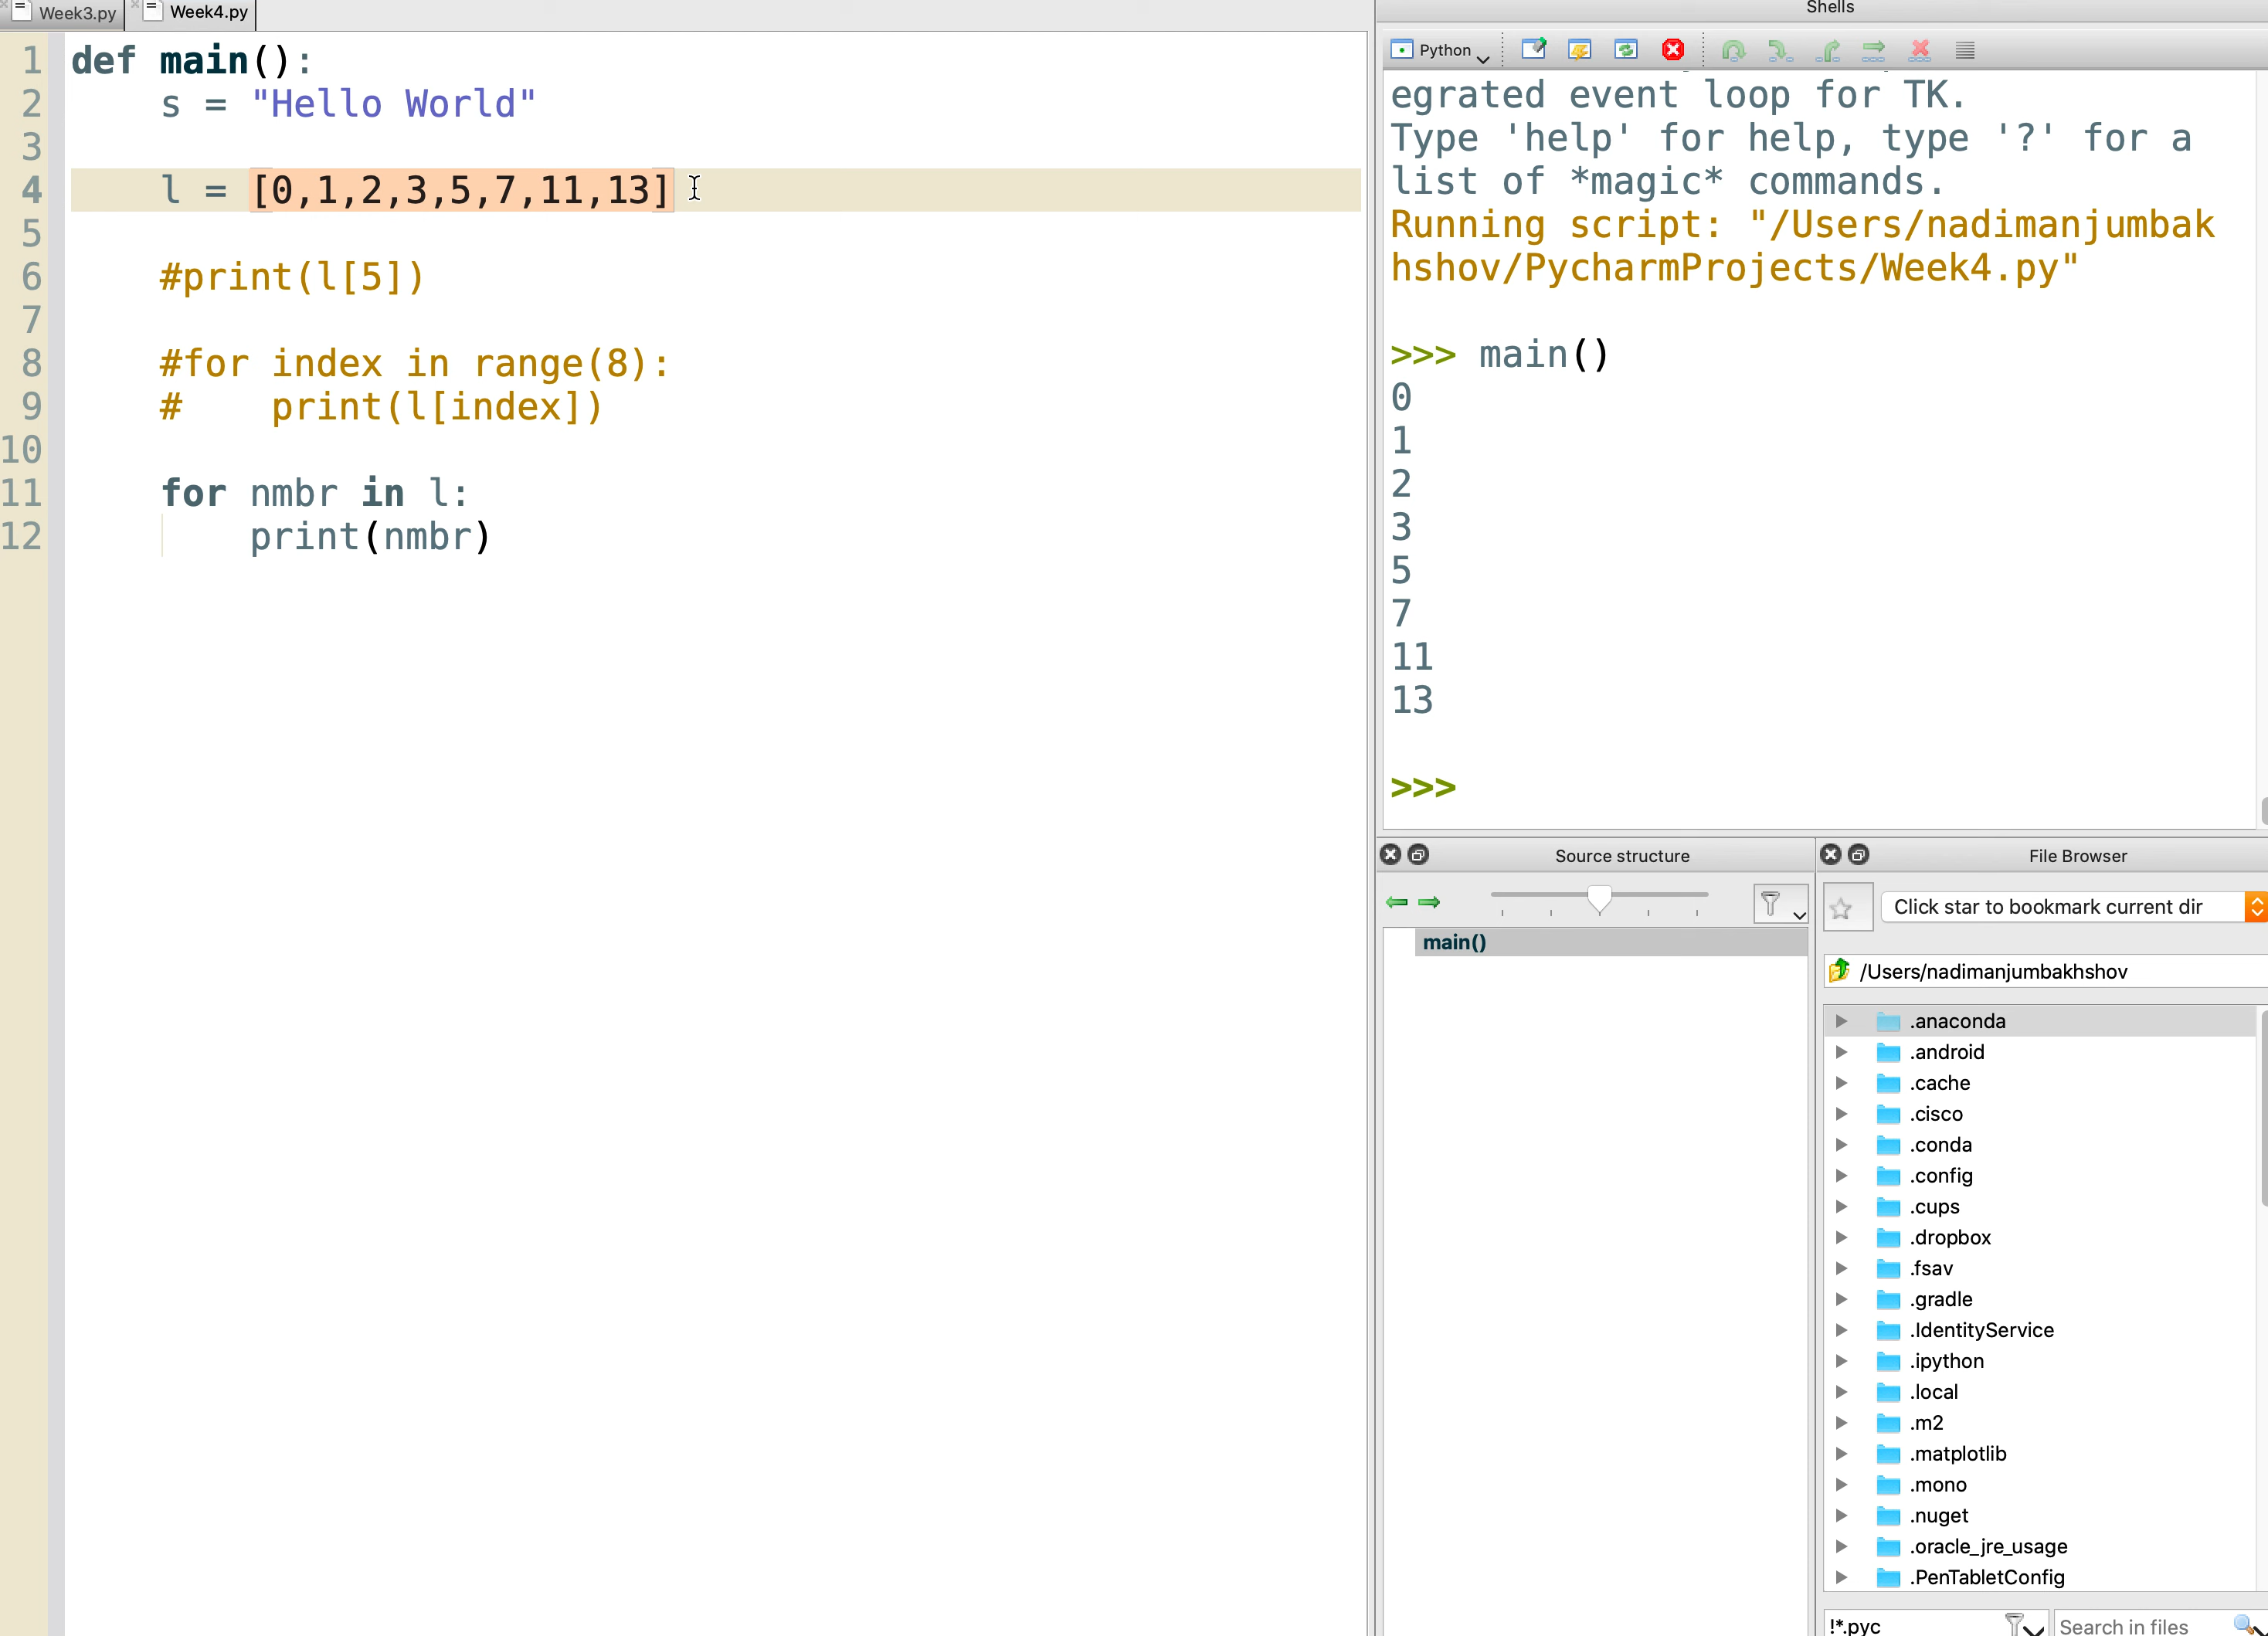 Week3.py
Week4.py
1 def main():
2     s = "Hello World"
3
4     l = [0,1,2,3,5,7,11,13]
5
6     #print(l[5])
7
8     #for index in range(8):
9     #    print(l[index])
10
11     for nmbr in l:
12         print(nmbr)
Shells
Python
egrated event loop for TK.
Type 'help' for help, type '?' for a
list of *magic* commands.
Running script: "/Users/nadimanjumbak
hshov/PycharmProjects/Week4.py"
>>> main()
0
1
2
3
5
7
11
13
>>>
Source structure
main()
File Browser
Click star to bookmark current dir
/Users/nadimanjumbakhshov
.anaconda
.android
.cache
.cisco
.conda
.config
.cups
.dropbox
.fsav
.gradle
.IdentityService
.ipython
.local
.m2
.matplotlib
.mono
.nuget
.oracle_jre_usage
.PenTabletConfig
!*.pyc
Search in files